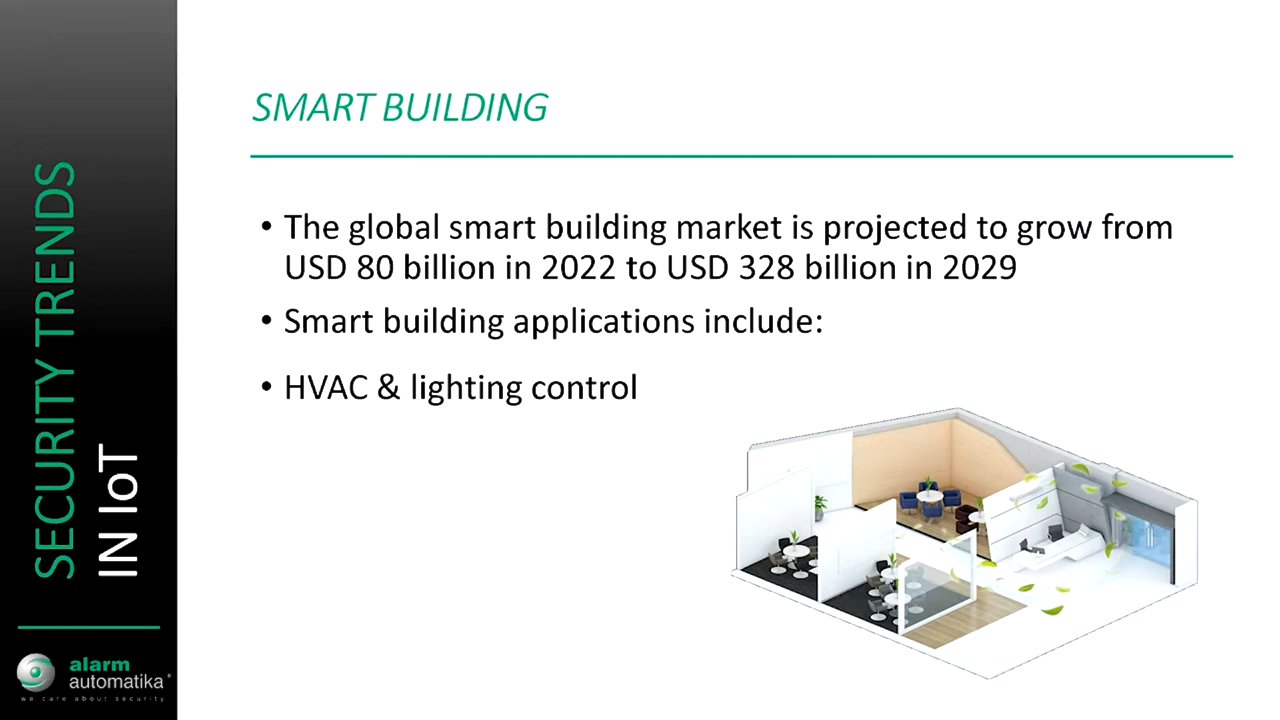 SECURITY TRENDS
IN IoT
alarm
automatika®
we care about security
SMART BUILDING
• The global smart building market is projected to grow from
USD 80 billion in 2022 to USD 328 billion in 2029
• Smart building applications include:
• HVAC & lighting control